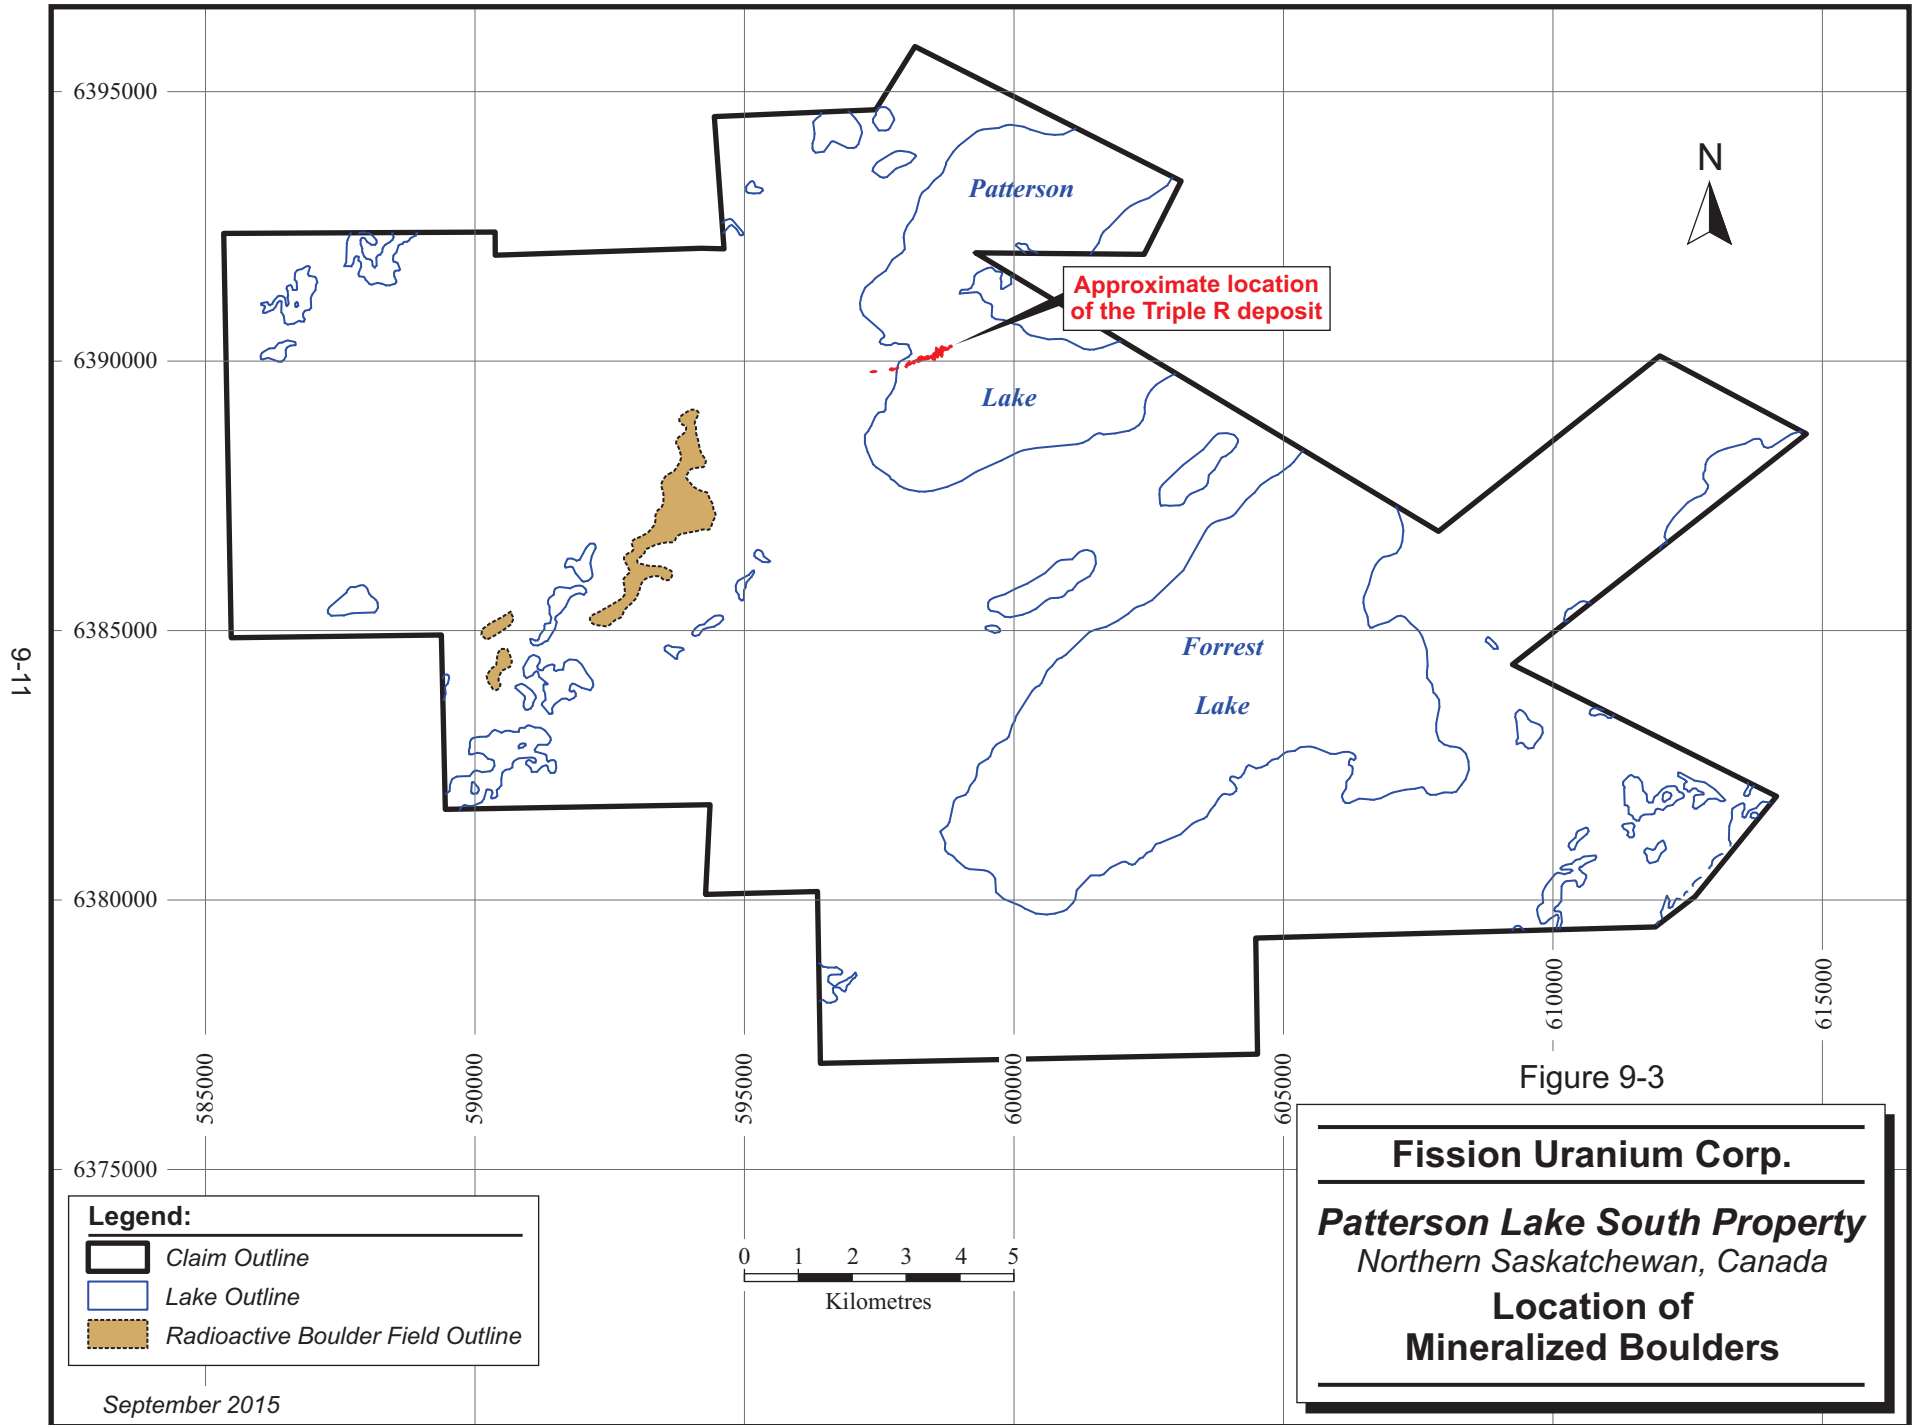 6395000
N
Patterson
Approximate location
of the Triple R deposit
6390000
Lake
6385000
Forrest
Lake
9-11
6380000
585000
590000
595000
600000
605000
610000
615000
Figure 9-3
6375000
Fission Uranium Corp.
Patterson Lake South Property
Northern Saskatchewan, Canada
Location of
Mineralized Boulders
Legend:
Claim Outline
Lake Outline
Radioactive Boulder Field Outline
0 1 2 3 4 5
Kilometres
September 2015